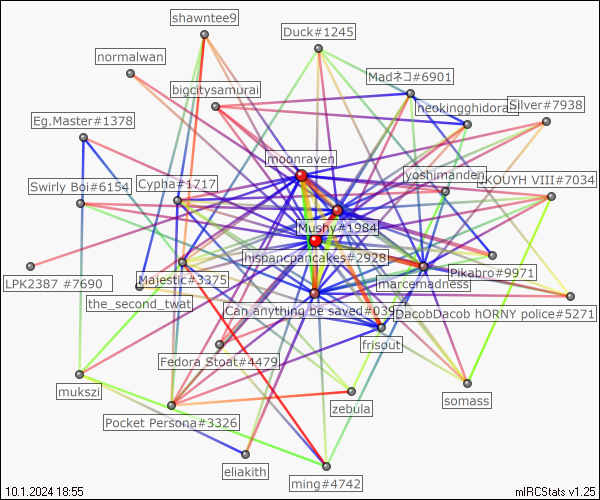 shawntee9
Duck#1245
normalwan
Madネコ#6901
bigcitysamurai
neokingghidora
Silver#7938
Eg.Master#1378
moonraven
yoshimanden
Swirly Boi#6154
Cypha#1717
KOUYH VIII#7034
Mushy#1984
hjspancpancakes#2928
Pikabro#9971
LPK2387 #7690
Majestic#3375
marcemadness
the_second_twat
Can anything be saved#039
DacobDacob hORNY police#5271
frisout
Fedora Stoat#4479
mukszi
somass
zebula
Pocket Persona#3326
eliakith
ming#4742
10.1.2024 18:55
mIRCStats v1.25